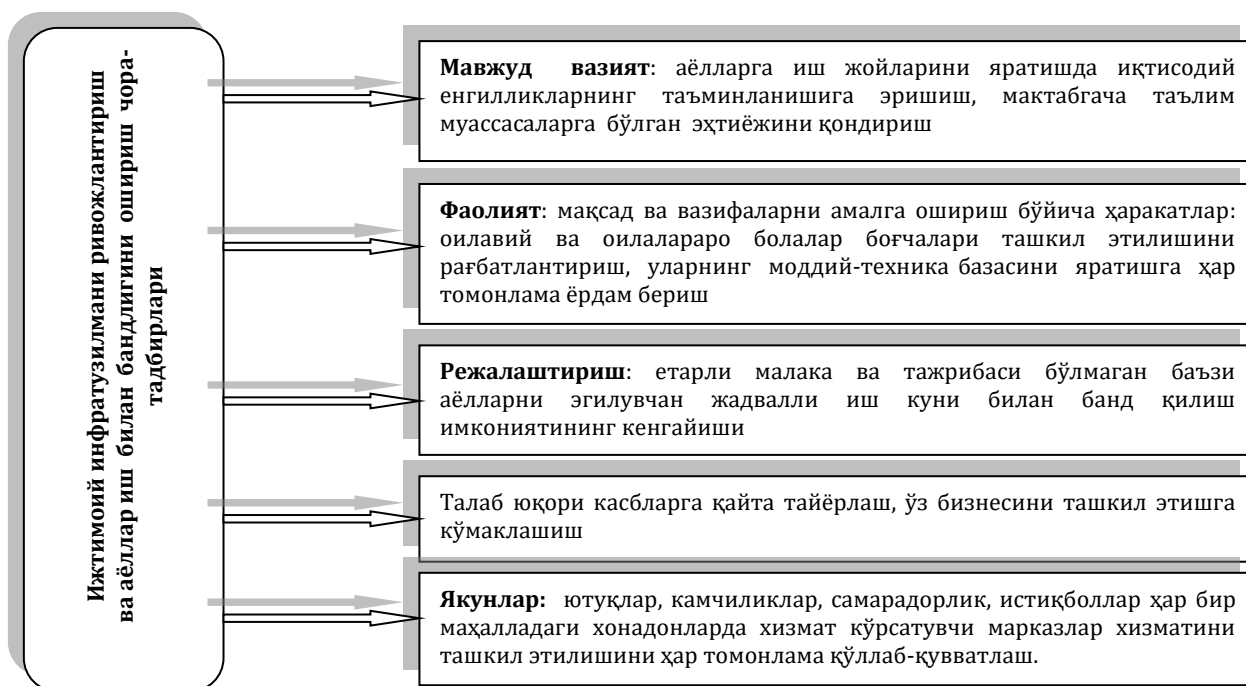 Ижтимоий инфратузилмани ривожлантириш
ва аёллар иш билан бандлигини ошириш чора-
тадбирлари
Мавжуд вазият: аёлларга иш жойларини яратишда иқтисодий
енгилликларнинг таъминланишига эришиш, мактабгача таълим
муассасаларга бўлган эҳтиёжини қондириш
Фаолият: мақсад ва вазифаларни амалга ошириш бўйича ҳаракатлар:
оилавий ва оилалараро болалар боғчалари ташкил этилишини
рағбатлантириш, уларнинг моддий-техника базасини яратишга ҳар
томонлама ёрдам бериш
Режалаштириш: етарли малака ва тажрибаси бўлмаган баъзи
аёлларни эгилувчан жадвалли иш куни билан банд қилиш
имкониятининг кенгайиши
Талаб юқори касбларга қайта тайёрлаш, ўз бизнесини ташкил этишга
кўмаклашиш
Якунлар: ютуқлар, камчиликлар, самарадорлик, истиқболлар ҳар бир
маҳалладаги хонадонларда хизмат кўрсатувчи марказлар хизматини
ташкил этилишини ҳар томонлама қўллаб-қувватлаш.